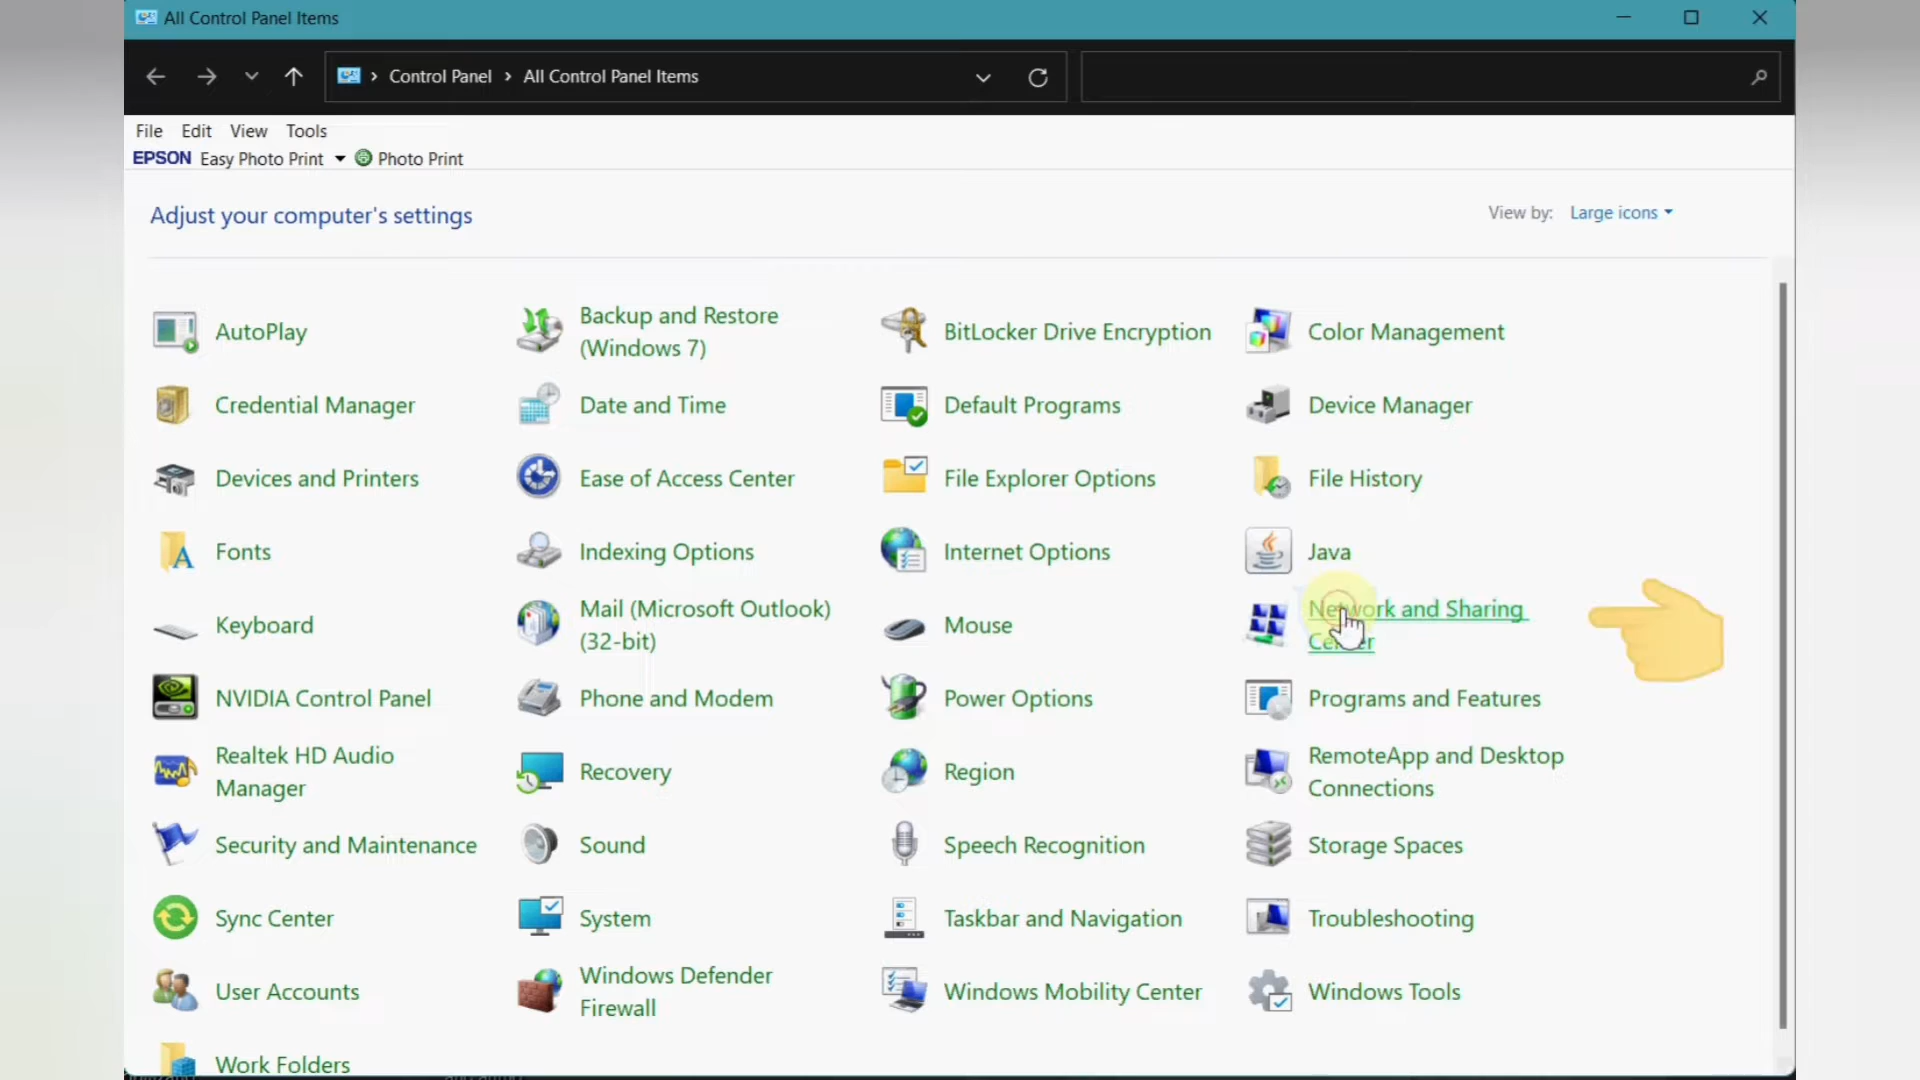 All Control Panel Items
Control Panel > All Control Panel Items
File Edit View Tools
EPSON Easy Photo Print Photo Print
Adjust your computer's settings
View by: Large icons
AutoPlay
Backup and Restore
(Windows 7)
BitLocker Drive Encryption
Color Management
Credential Manager
Date and Time
Default Programs
Device Manager
Devices and Printers
Ease of Access Center
File Explorer Options
File History
Fonts
Indexing Options
Internet Options
Java
Keyboard
Mail (Microsoft Outlook)
(32-bit)
Mouse
Network and Sharing
Center
NVIDIA Control Panel
Phone and Modem
Power Options
Programs and Features
Realtek HD Audio
Manager
Recovery
Region
RemoteApp and Desktop
Connections
Security and Maintenance
Sound
Speech Recognition
Storage Spaces
Sync Center
System
Taskbar and Navigation
Troubleshooting
User Accounts
Windows Defender
Firewall
Windows Mobility Center
Windows Tools
Work Folders